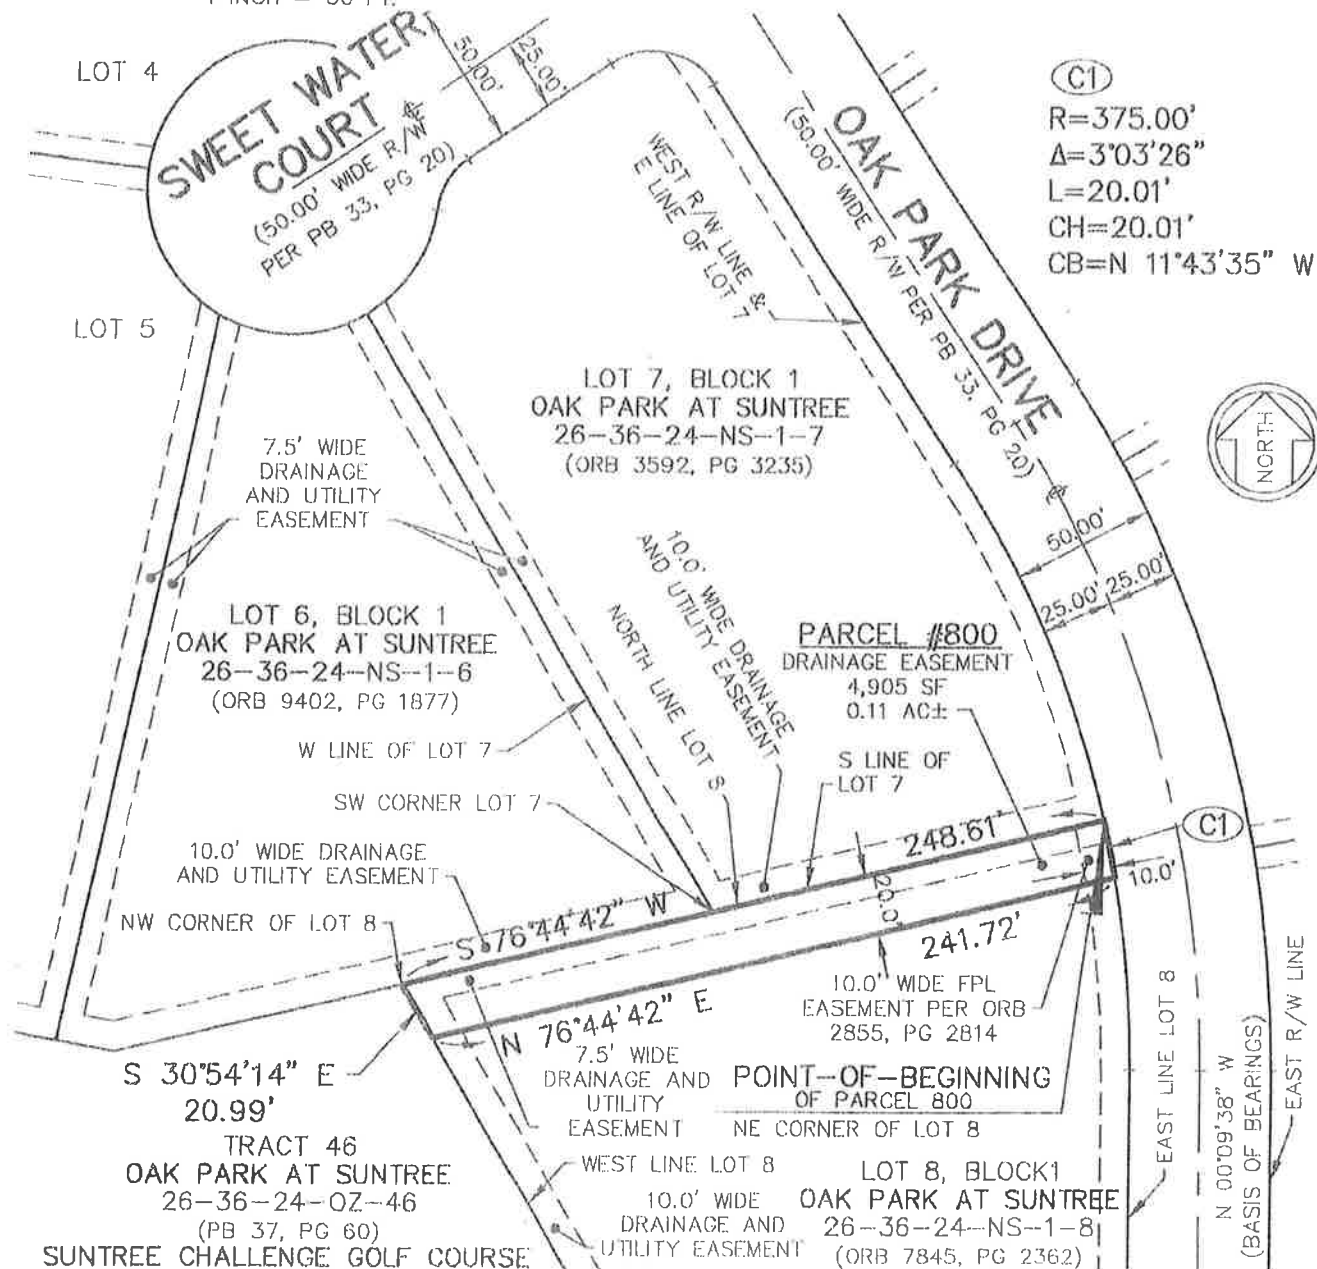 LOT 4
SWEET WATER
COURT
(50.00' WIDE R/W
PER PB 33, PG 20)
50.00'
25.00'
OAK PARK DRIVE
(50.00' WIDE R/W PER PB 33, PG 20)
C1
R=375.00'
Δ=3°03'26"
L=20.01'
CH=20.01'
CB=N 11°43'35" W
WEST R/W LINE &
E LINE OF LOT 7
LOT 5
LOT 7, BLOCK 1
OAK PARK AT SUNTREE
26-36-24-NS-1-7
(ORB 3592, PG 3235)
NORTH
7.5' WIDE
DRAINAGE
AND UTILITY
EASEMENT
50.00'
25.00'
25.00'
10.0' WIDE DRAINAGE
AND UTILITY EASEMENT
NORTH LINE LOT 8
LOT 6, BLOCK 1
OAK PARK AT SUNTREE
26-36-24-NS-1-6
(ORB 9402, PG 1877)
PARCEL #800
DRAINAGE EASEMENT
4,905 SF
0.11 AC±
W LINE OF LOT 7
S LINE OF
LOT 7
SW CORNER LOT 7
C1
248.61'
10.0' WIDE DRAINAGE
AND UTILITY EASEMENT
10.0'
20.0'
NW CORNER OF LOT 8
S 76°44'42" W
241.72'
N 76°44'42" E
10.0' WIDE FPL
EASEMENT PER ORB
2855, PG 2814
S 30°54'14" E
20.99'
7.5' WIDE
DRAINAGE AND
UTILITY
EASEMENT
POINT-OF-BEGINNING
OF PARCEL 800
NE CORNER OF LOT 8
EAST LINE LOT 8
N 00°09'38" W
(BASIS OF BEARINGS)
EAST R/W LINE
TRACT 46
OAK PARK AT SUNTREE
26-36-24-OZ-46
(PB 37, PG 60)
SUNTREE CHALLENGE GOLF COURSE
WEST LINE LOT 8
10.0' WIDE
DRAINAGE AND
UTILITY EASEMENT
LOT 8, BLOCK1
OAK PARK AT SUNTREE
26-36-24-NS-1-8
(ORB 7845, PG 2362)